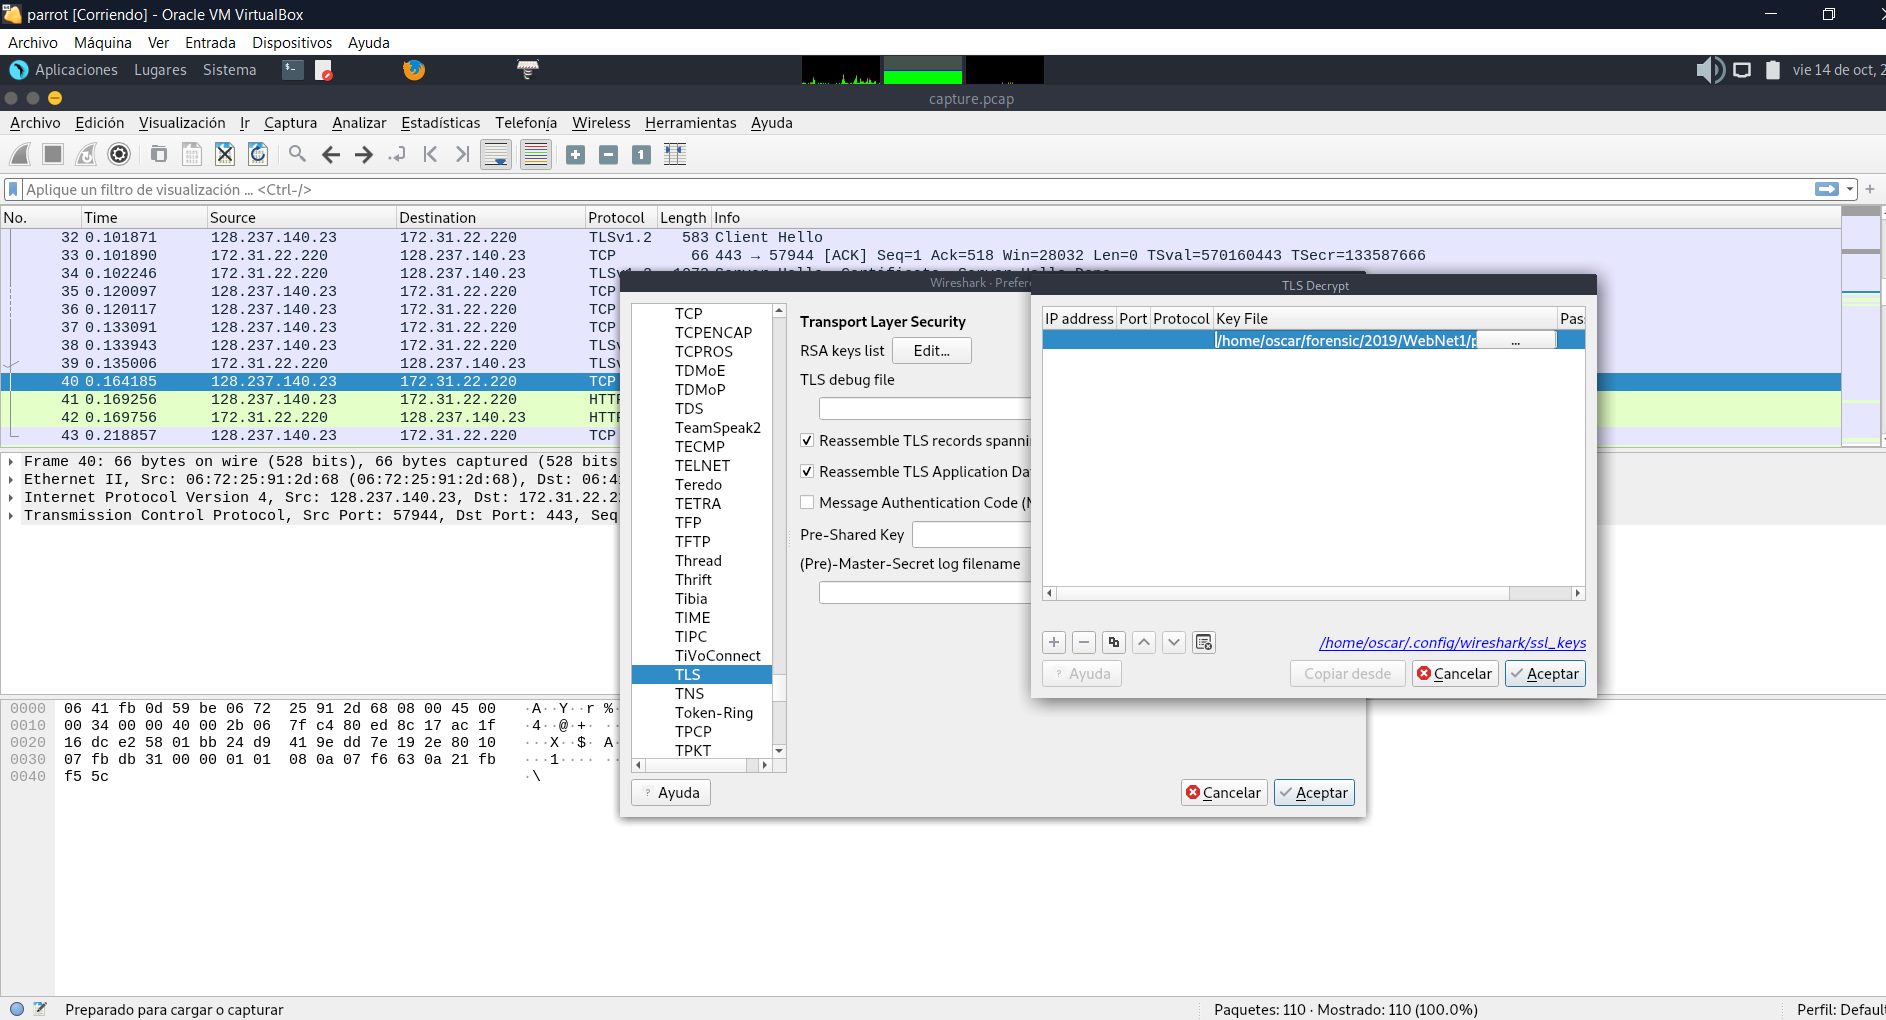 parrot [Corriendo] - Oracle VM VirtualBox
Archivo Máquina Ver Entrada Dispositivos Ayuda
Aplicaciones Lugares Sistema vie 14 de oct, 2
capture.pcap
Archivo Edición Visualización Ir Captura Analizar Estadísticas Telefonía Wireless Herramientas Ayuda
Aplique un filtro de visualización ... <Ctrl-/>
No. Time Source Destination Protocol Length Info
32 0.101871 128.237.140.23 172.31.22.220 TLSv1.2 583 Client Hello
33 0.101890 172.31.22.220 128.237.140.23 TCP 66 443 → 57944 [ACK] Seq=1 Ack=518 Win=28032 Len=0 TSval=570160443 TSecr=133587666
34 0.102246 172.31.22.220 128.237.140.23
35 0.120097 128.237.140.23 172.31.22.220 TCP
36 0.120117 128.237.140.23 172.31.22.220 TCP
37 0.133091 128.237.140.23 172.31.22.220 TCP
38 0.133943 128.237.140.23 172.31.22.220 TLSv
39 0.135006 172.31.22.220 128.237.140.23 TLSv
40 0.164185 128.237.140.23 172.31.22.220 TCP
41 0.169256 128.237.140.23 172.31.22.220 HTTP
42 0.169756 172.31.22.220 128.237.140.23 HTTP
43 0.218857 128.237.140.23 172.31.22.220 TCP
Frame 40: 66 bytes on wire (528 bits), 66 bytes captured (528 bits
Ethernet II, Src: 06:72:25:91:2d:68 (06:72:25:91:2d:68), Dst: 06:4
Internet Protocol Version 4, Src: 128.237.140.23, Dst: 172.31.22.2
Transmission Control Protocol, Src Port: 57944, Dst Port: 443, Seq
0000 06 41 fb 0d 59 be 06 72 25 91 2d 68 08 00 45 00 ·A··Y··r %·
0010 00 34 00 00 40 00 2b 06 7f c4 80 ed 8c 17 ac 1f ·4··@·+· ··
0020 16 dc e2 58 01 bb 24 d9 41 9e dd 7e 19 2e 80 10 ···X··$· A·
0030 07 fb db 31 00 00 01 01 08 0a 07 f6 63 0a 21 fb ···1···· ··
0040 f5 5c ·\
Wireshark · Prefere
TCP
TCPENCAP
TCPROS
TDMoE
TDMoP
TDS
TeamSpeak2
TECMP
TELNET
Teredo
TETRA
TFP
TFTP
Thread
Thrift
Tibia
TIME
TIPC
TiVoConnect
TLS
TNS
Token-Ring
TPCP
TPKT
Transport Layer Security
RSA keys list Edit...
TLS debug file
Reassemble TLS records spanni
Reassemble TLS Application Da
Message Authentication Code (M
Pre-Shared Key
(Pre)-Master-Secret log filename
Ayuda Cancelar Aceptar
TLS Decrypt
IP address Port Protocol Key File Pas
/home/oscar/forensic/2019/WebNet1/p ...
/home/oscar/.config/wireshark/ssl_keys
Ayuda Copiar desde Cancelar Aceptar
Preparado para cargar o capturar Paquetes: 110 · Mostrado: 110 (100.0%) Perfil: Defaul